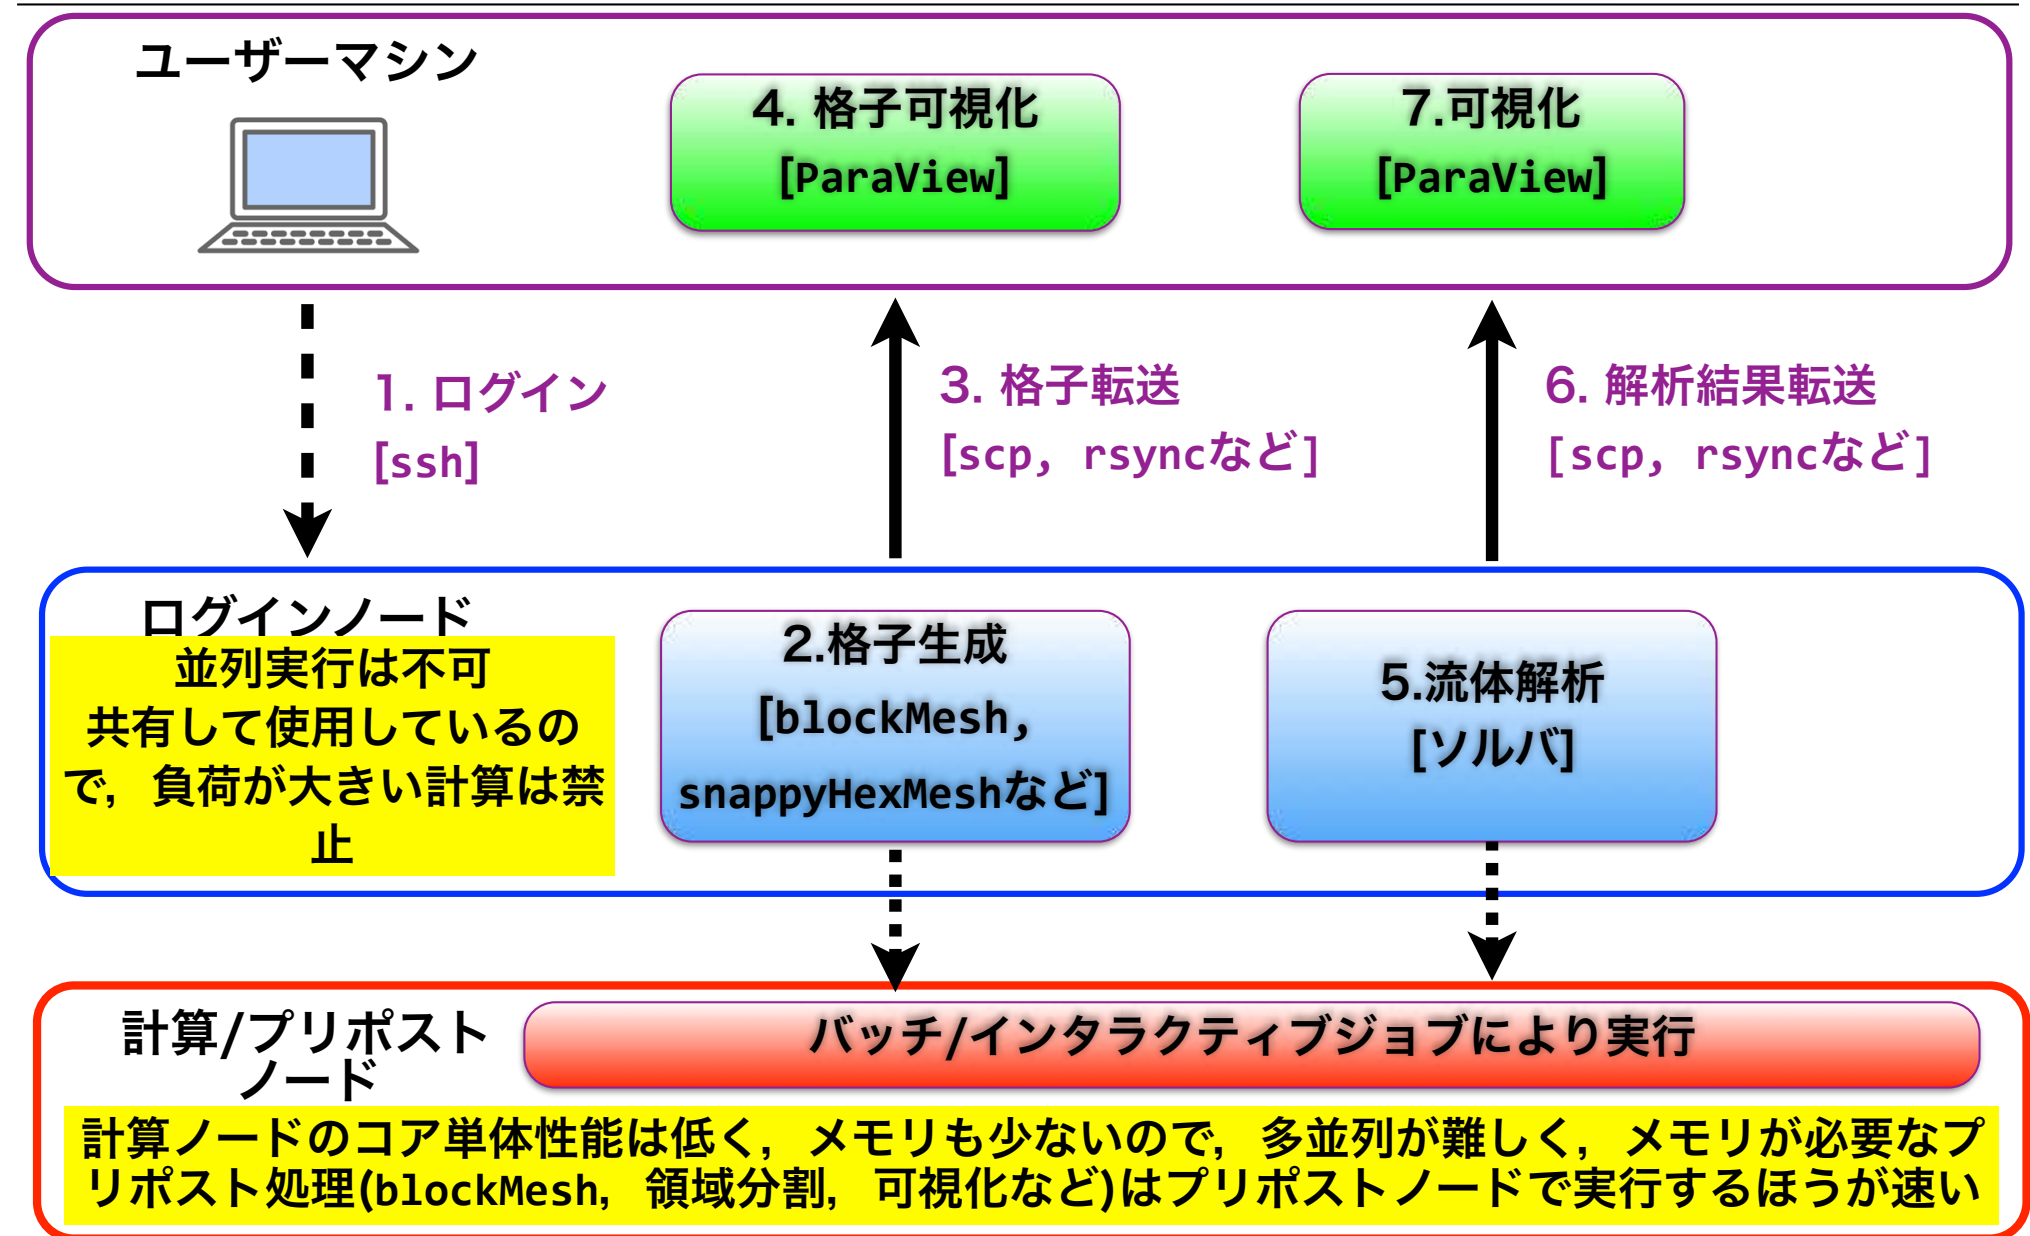 ユーザーマシン
4. 格子可視化
[ParaView]
7.可視化
[ParaView]
1. ログイン
[ssh]
3. 格子転送
[scp, rsyncなど]
6. 解析結果転送
[scp, rsyncなど]
ログインノード
並列実行は不可
共有して使用しているの
で, 負荷が大きい計算は禁
止
2.格子生成
[blockMesh,
snappyHexMeshなど]
5.流体解析
[ソルバ]
計算/プリポスト
ノード
バッチ/インタラクティブジョブにより実行
計算ノードのコア単体性能は低く, メモリも少ないので, 多並列が難しく, メモリが必要なプ
リポスト処理(blockMesh, 領域分割, 可視化など)はプリポストノードで実行するほうが速い